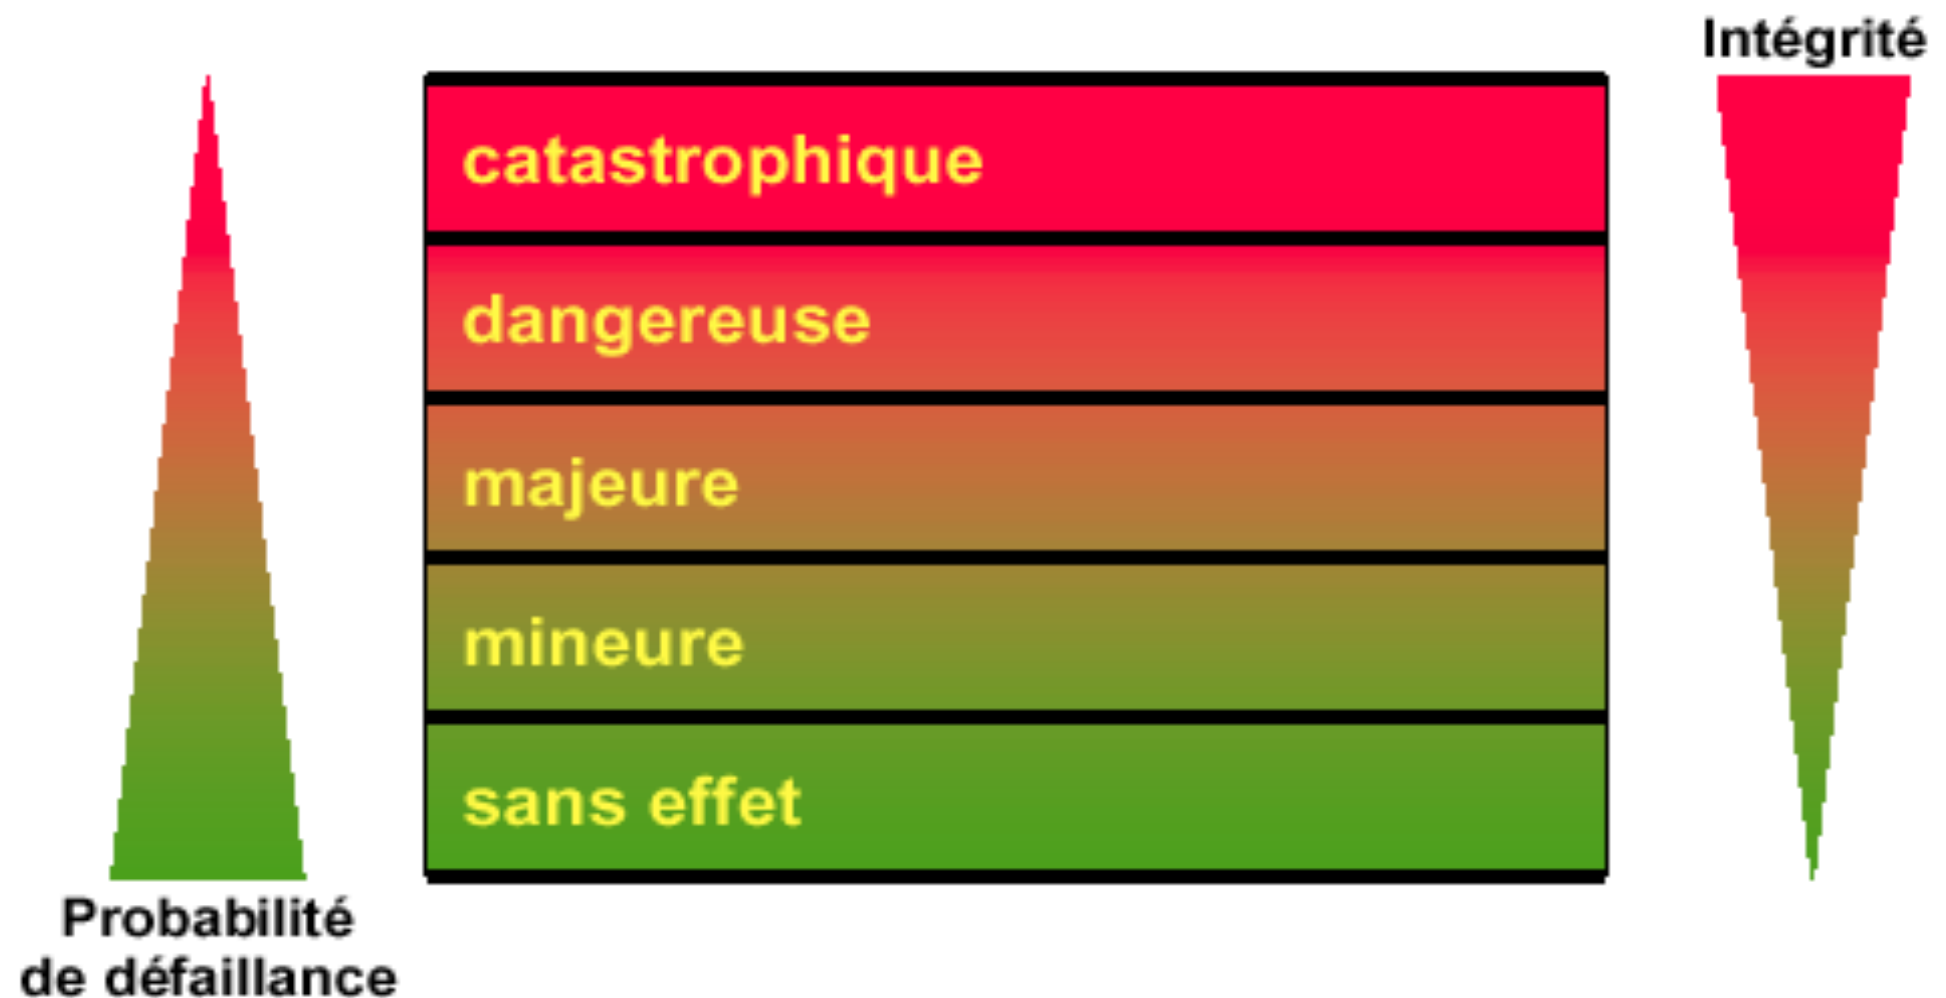 Intégrité
catastrophique
dangereuse
majeure
mineure
sans effet
Probabilité
de défaillance